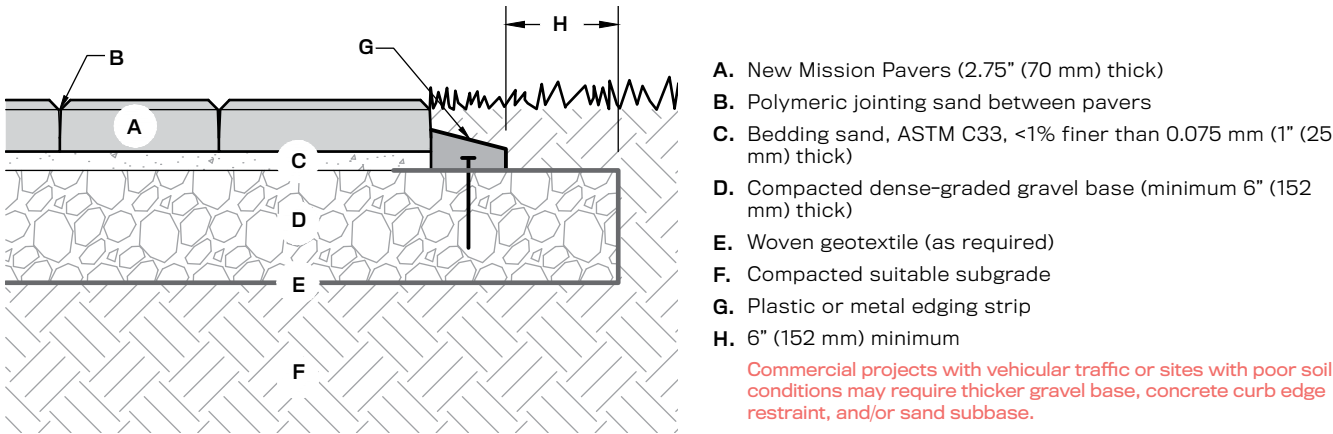 H
G
B
A
C
D
E
F
A. New Mission Pavers (2.75” (70 mm) thick)
B. Polymeric jointing sand between pavers
C. Bedding sand, ASTM C33, <1% finer than 0.075 mm (1” (25
mm) thick)
D. Compacted dense-graded gravel base (minimum 6” (152
mm) thick)
E. Woven geotextile (as required)
F. Compacted suitable subgrade
G. Plastic or metal edging strip
H. 6” (152 mm) minimum
Commercial projects with vehicular traffic or sites with poor soil
conditions may require thicker gravel base, concrete curb edge
restraint, and/or sand subbase.